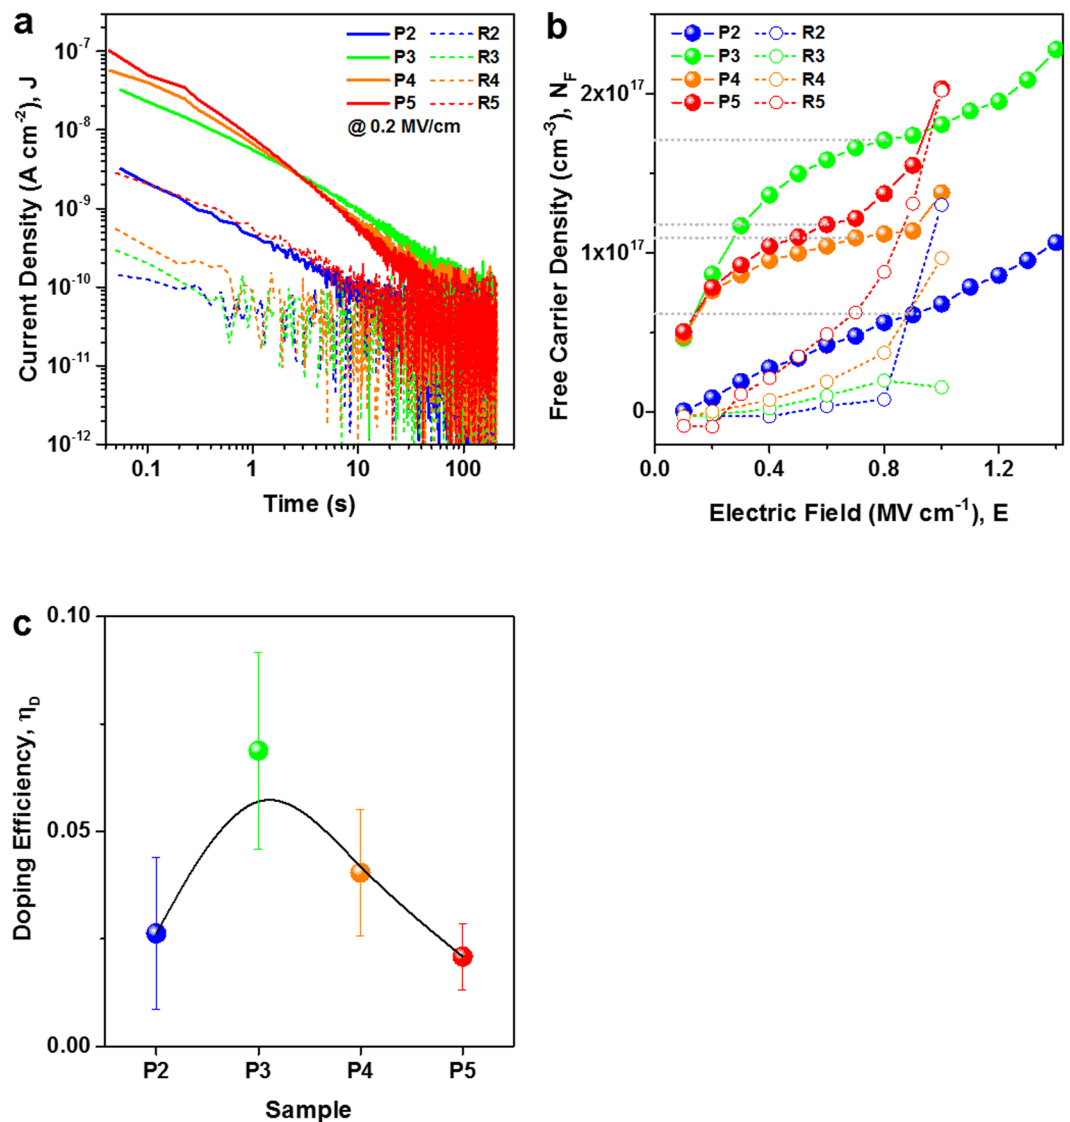 a
Current Density (A cm⁻²), J
10⁻⁷
10⁻⁸
10⁻⁹
10⁻¹⁰
10⁻¹¹
10⁻¹²
P2 R2
P3 R3
P4 R4
P5 R5
@ 0.2 MV/cm
0.1 1 10 100
Time (s)
b
Free Carrier Density (cm⁻³), N_F
2x10¹⁷
1x10¹⁷
0
P2 R2
P3 R3
P4 R4
P5 R5
0.0 0.4 0.8 1.2
Electric Field (MV cm⁻¹), E
c
Doping Efficiency, η_D
0.10
0.05
0.00
P2 P3 P4 P5
Sample